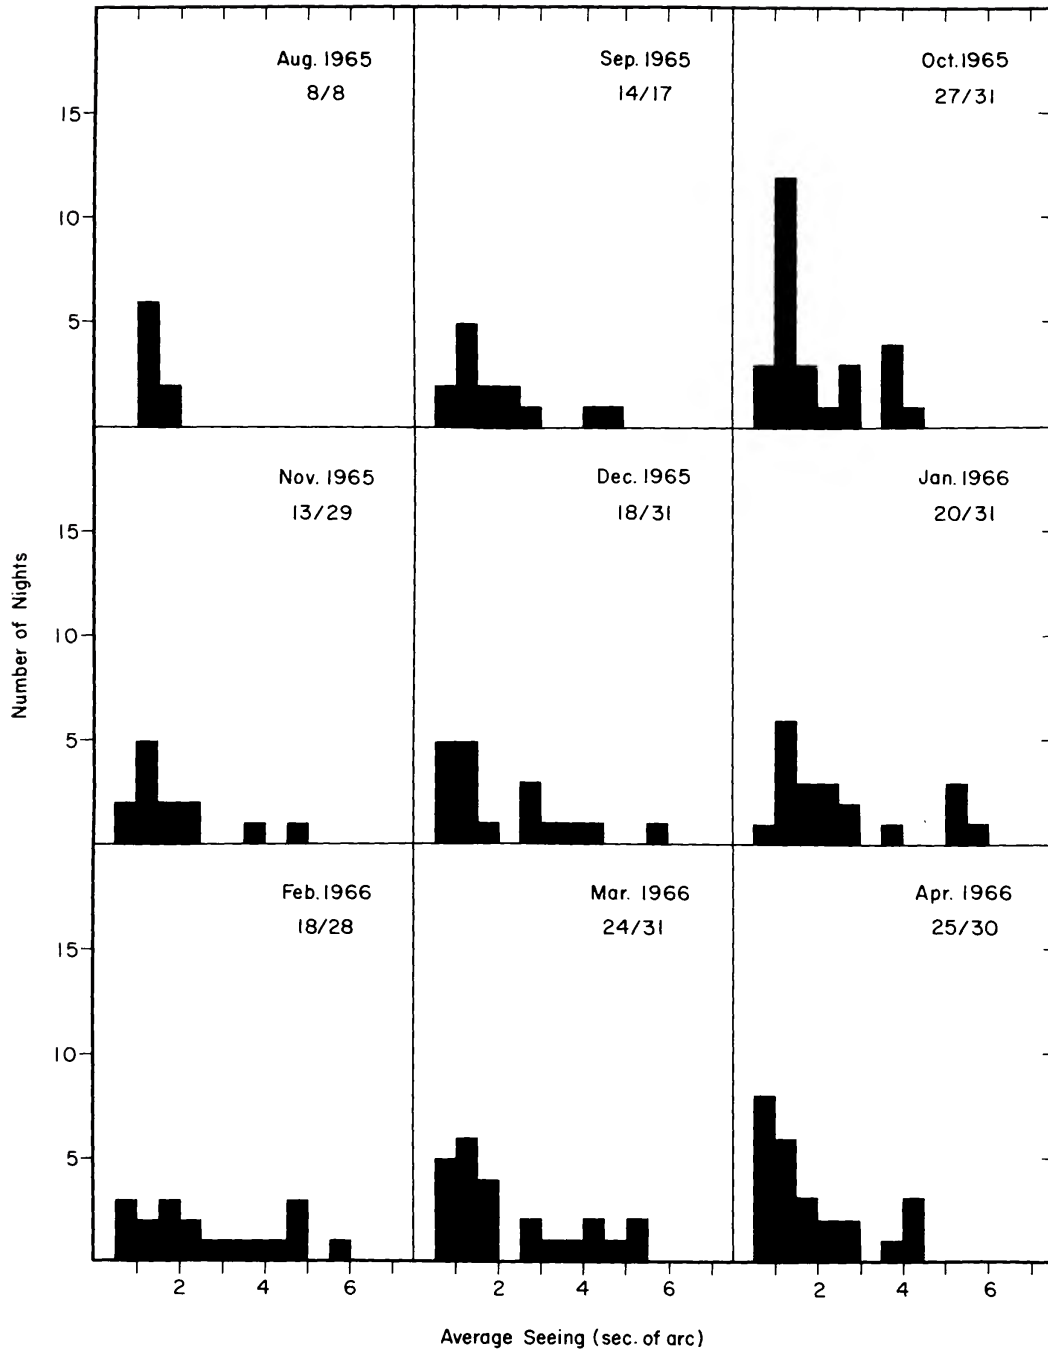 Aug. 1965
8/8
Sep. 1965
14/17
Oct. 1965
27/31
15
10
5
Nov. 1965
13/29
Dec. 1965
18/31
Jan. 1966
20/31
15
10
5
Number of Nights
Feb. 1966
18/28
Mar. 1966
24/31
Apr. 1966
25/30
15
10
5
2 4 6 2 4 6 2 4 6
Average Seeing (sec. of arc)